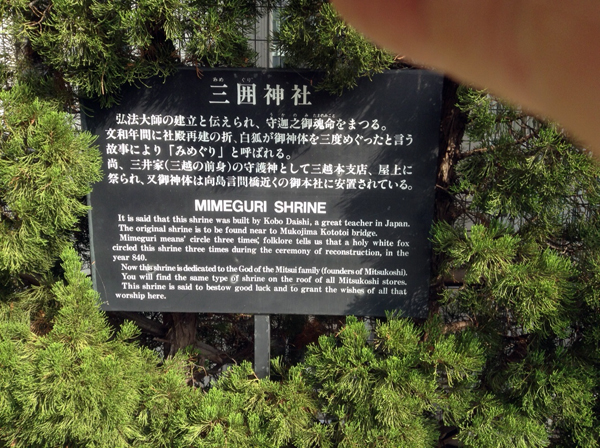 みめ ぐり
三囲神社
弘法大師の建立と伝えられ、守迦之御魂命をまつる。
文和年間に社殿再建の折、白狐が御神体を三度めぐったと言う
故事により「みめぐり」と呼ばれる。
尚、三井家(三越の前身)の守護神として三越本支店、屋上に
祭られ、又御神体は向島言問橋近くの御本社に安置されている。
MIMEGURI SHRINE
It is said that this shrine was built by Kobo Daishi, a great teacher in Japan.
The original shrine is to be found near to Mukojima Kototoi bridge.
Mimeguri means 'circle three times', folklore tells us that a holy white fox
circled this shrine three times during the ceremony of reconstruction, in the
year 840.
Now this shrine is dedicated to the God of the Mitsui family (founders of Mitsukoshi).
You will find the same type of shrine on the roof of all Mitsukoshi stores.
This shrine is said to bestow good luck and to grant the wishes of all that
worship here.